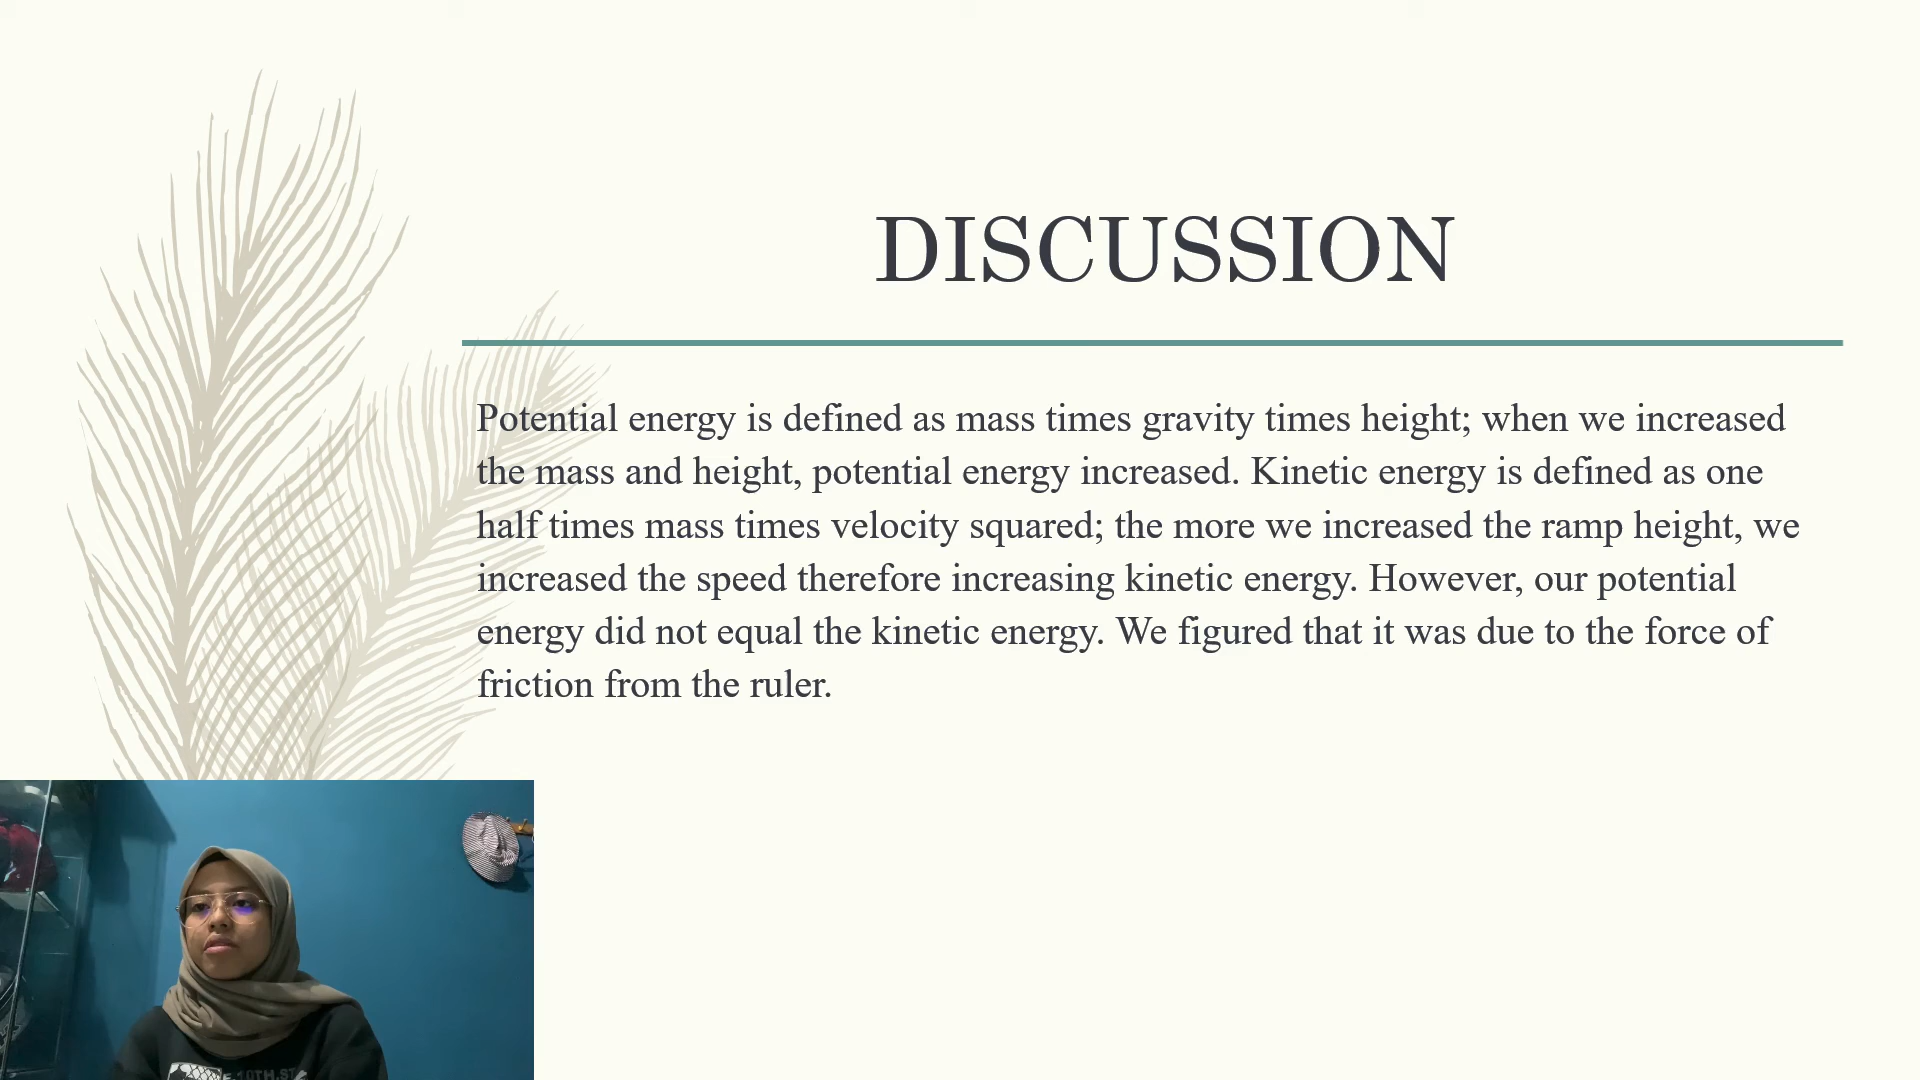 DISCUSSION
Potential energy is defined as mass times gravity times height; when we increased
the mass and height, potential energy increased. Kinetic energy is defined as one
half times mass times velocity squared; the more we increased the ramp height, we
increased the speed therefore increasing kinetic energy. However, our potential
energy did not equal the kinetic energy. We figured that it was due to the force of
friction from the ruler.
10TH.ST